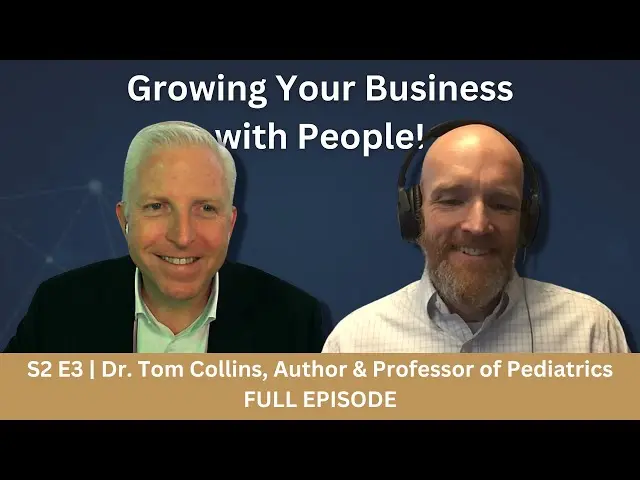 Growing Your Business
with People!
S2 E3 | Dr. Tom Collins, Author & Professor of Pediatrics
FULL EPISODE